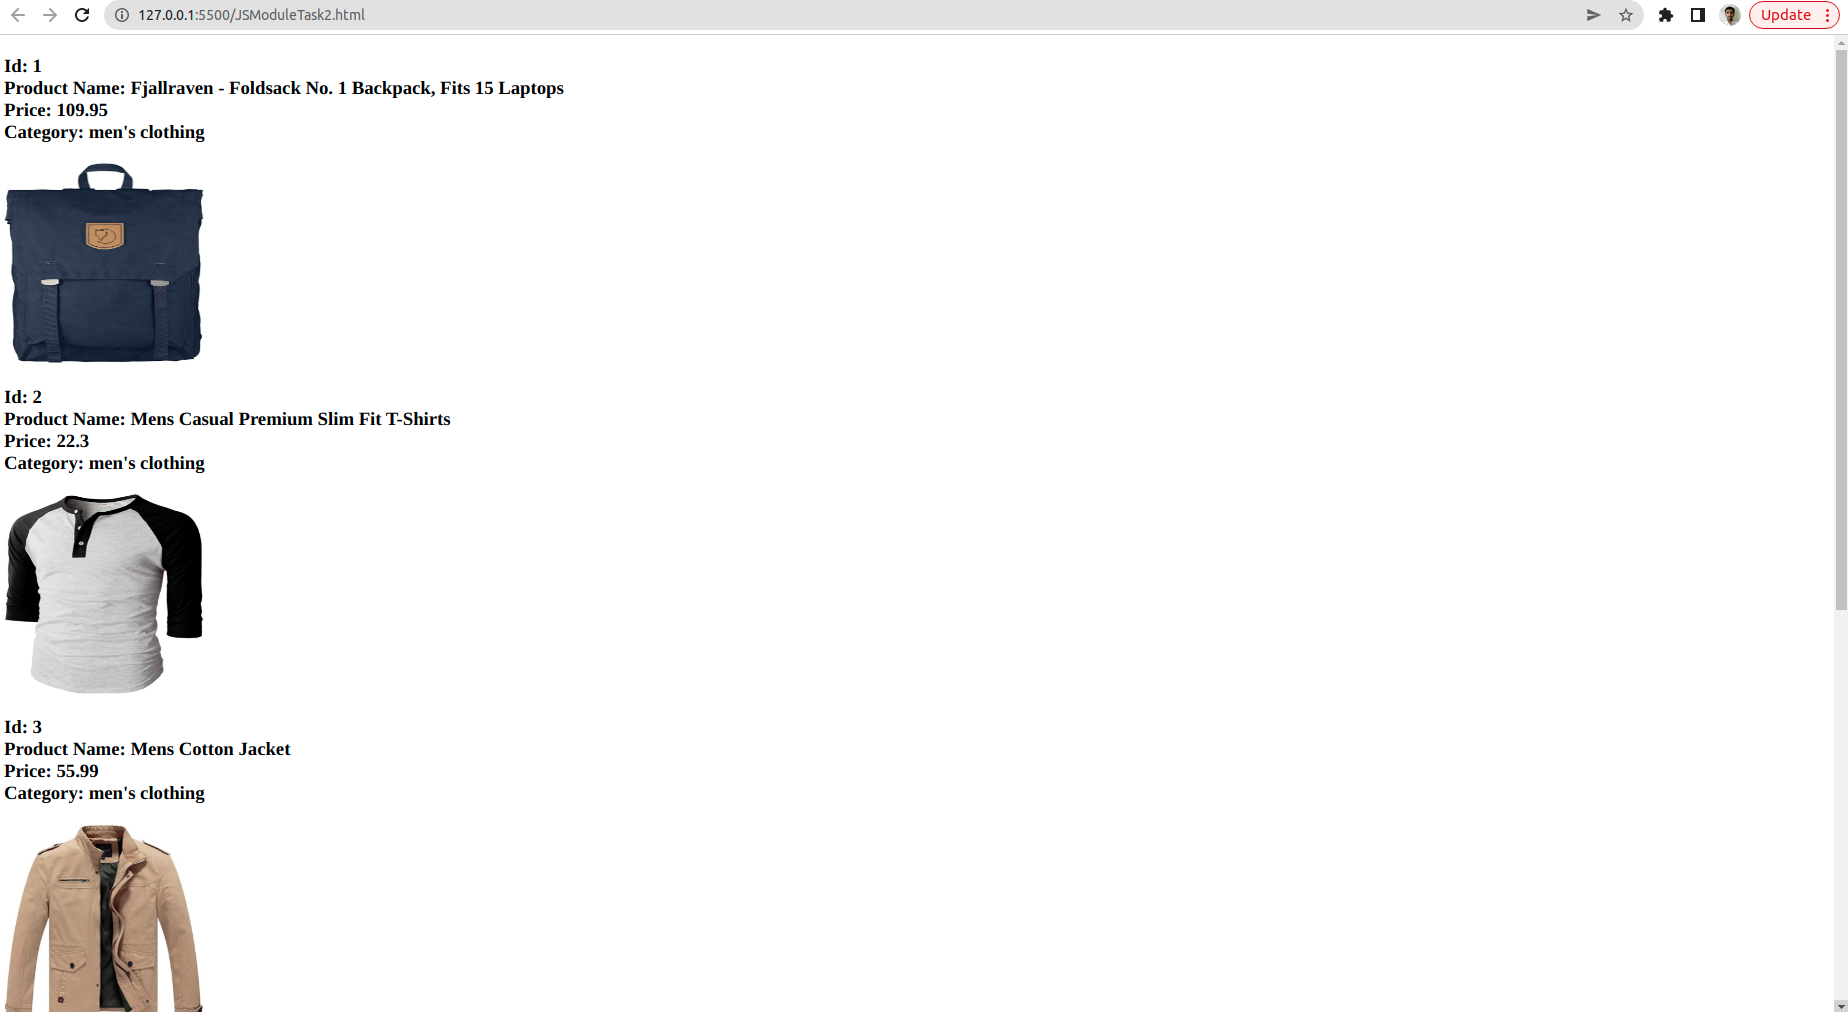 127.0.0.1:5500/JSModuleTask2.html
Update
Id: 1
Product Name: Fjallraven - Foldsack No. 1 Backpack, Fits 15 Laptops
Price: 109.95
Category: men's clothing
Id: 2
Product Name: Mens Casual Premium Slim Fit T-Shirts
Price: 22.3
Category: men's clothing
Id: 3
Product Name: Mens Cotton Jacket
Price: 55.99
Category: men's clothing